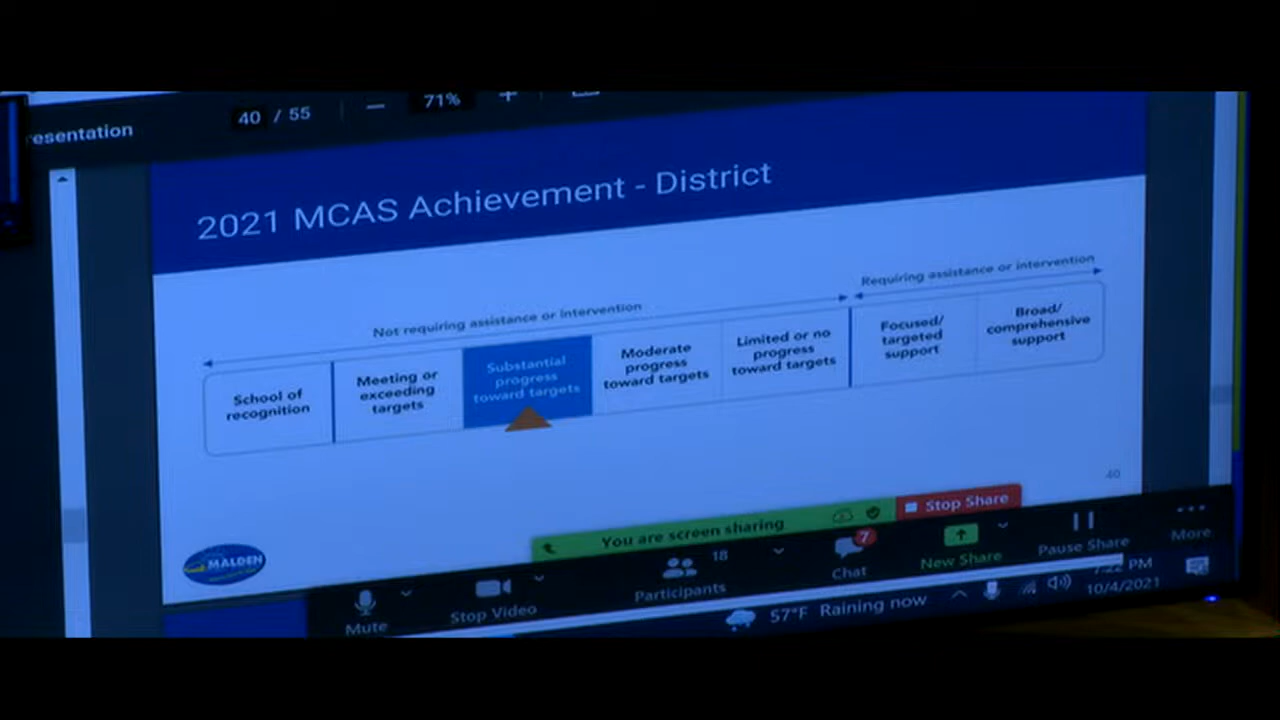 resentation
40 / 55
71%
2021 MCAS Achievement - District
Not requiring assistance or intervention
Requiring assistance or intervention
School of
recognition
Meeting or
exceeding
targets
Substantial
progress
toward targets
Moderate
progress
toward targets
Limited or no
progress
toward targets
Focused/
targeted
support
Broad/
comprehensive
support
40
MALDEN
You are screen sharing
Stop Share
Mute
Stop Video
18
Participants
7
Chat
New Share
Pause Share
More
57°F Raining now
PM
10/4/2021